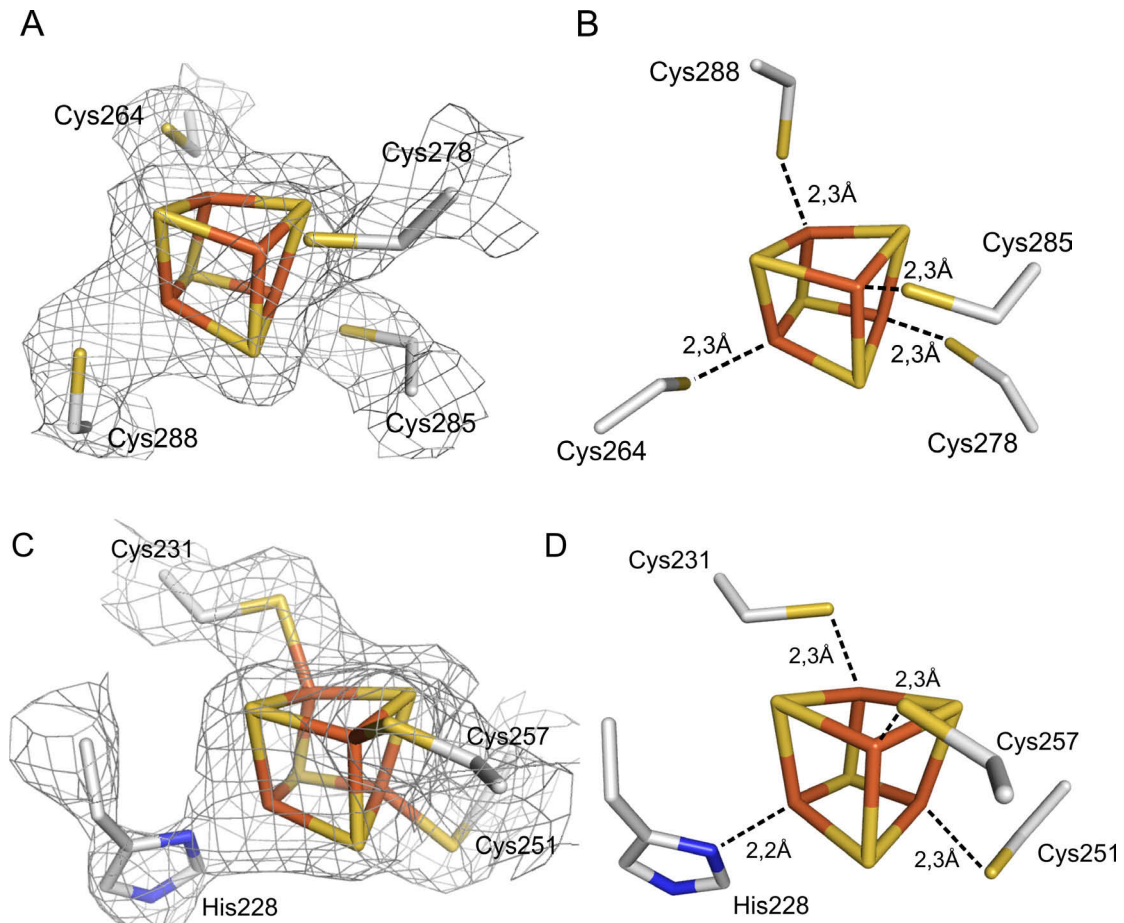 A
Cys264
Cys278
Cys285
Cys288
B
Cys288
2,3Å
Cys285
2,3Å
2,3Å
2,3Å
Cys264
Cys278
C
Cys231
Cys257
Cys251
His228
D
Cys231
2,3Å
2,3Å
Cys257
2,2Å
2,3Å
Cys251
His228